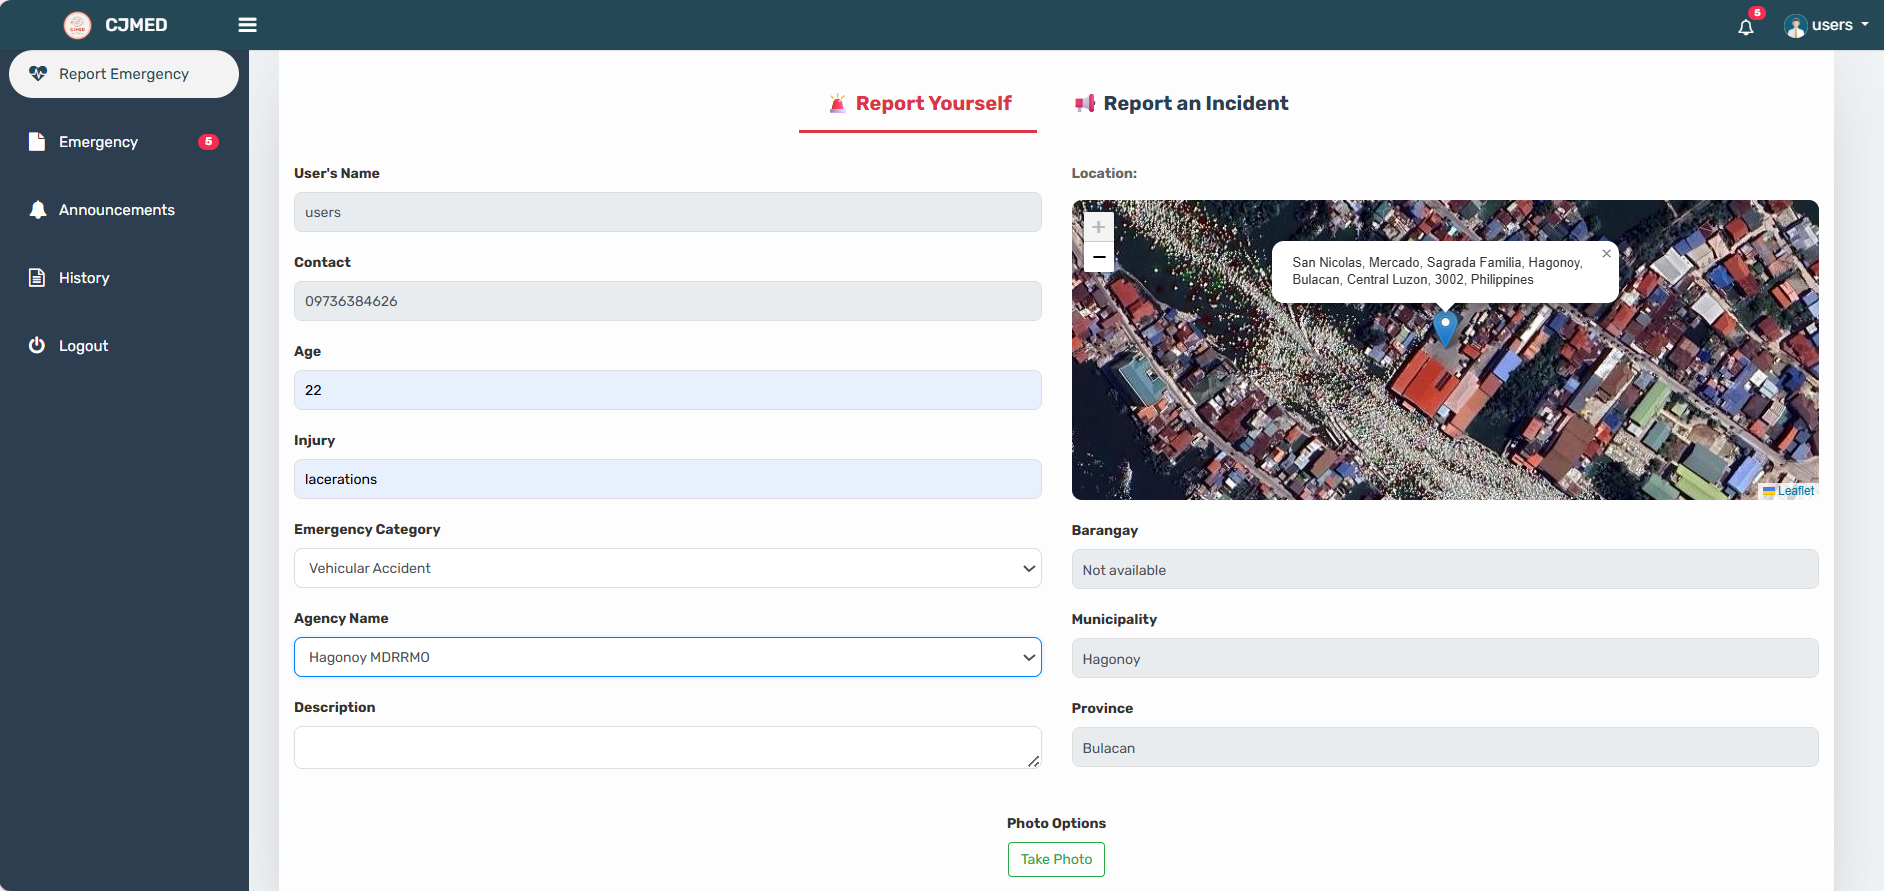 CJMED
5
users
Report Emergency
Emergency
5
Announcements
History
Logout
Report Yourself
Report an Incident
User's Name
users
Contact
09736384626
Age
22
Injury
lacerations
Emergency Category
Vehicular Accident
Agency Name
Hagonoy MDRRMO
Description
Location:
+
−
San Nicolas, Mercado, Sagrada Familia, Hagonoy,
Bulacan, Central Luzon, 3002, Philippines
×
Leaflet
Barangay
Not available
Municipality
Hagonoy
Province
Bulacan
Photo Options
Take Photo